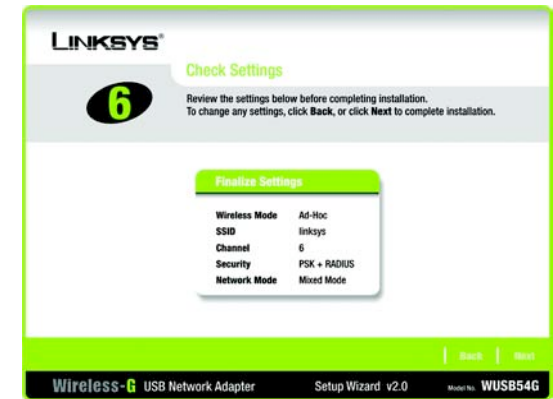 LINKSYS®
Check Settings
6
Review the settings below before completing installation.
To change any settings, click Back, or click Next to complete installation.
Finalize Settings
Wireless Mode Ad-Hoc
SSID linksys
Channel 6
Security PSK + RADIUS
Network Mode Mixed Mode
Back Next
Wireless-G USB Network Adapter Setup Wizard v2.0 Model No. WUSB54G